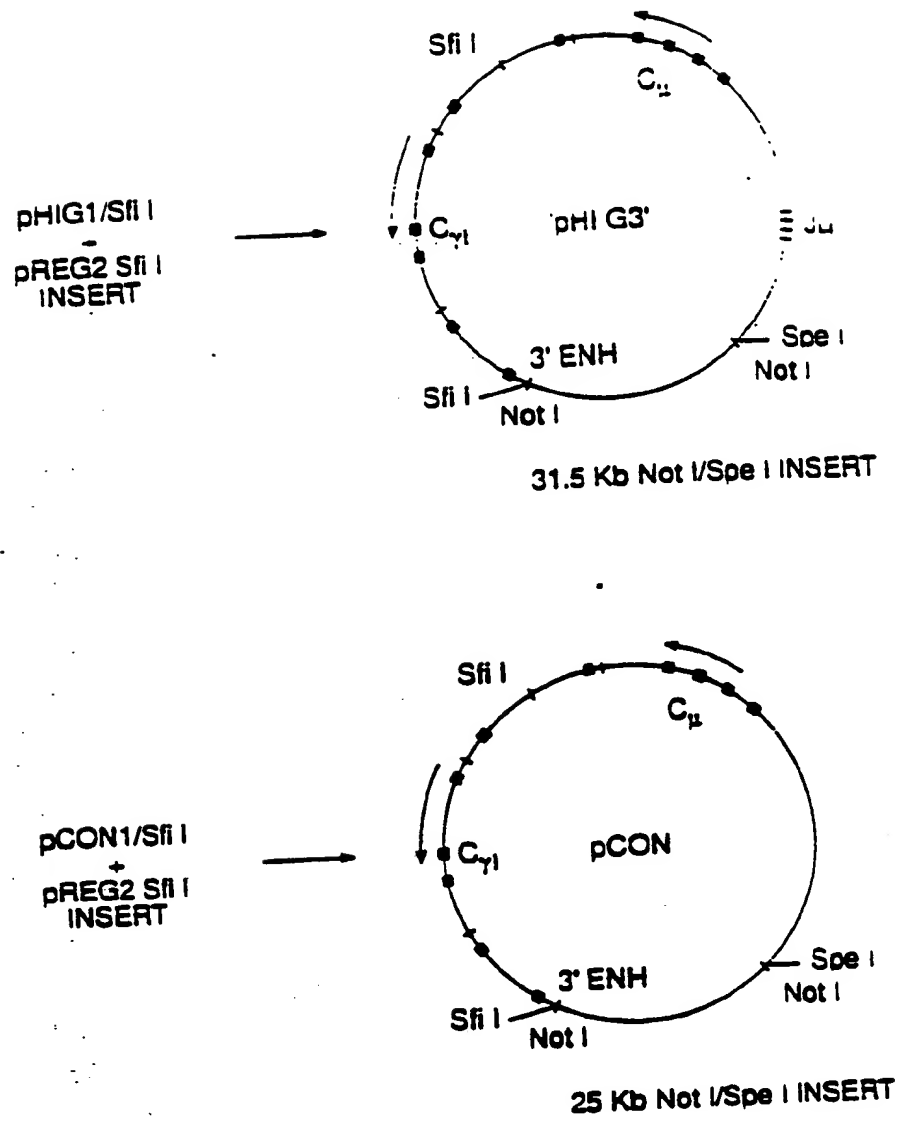 Sfi I
Cμ
pHIG1/Sfi I
pREG2 Sfi I
INSERT
Cγ1
pHI G3'
3' ENH
Sfi I
Not I
Spe I
Not I
31.5 Kb Not I/Spe I INSERT
Sfi I
Cμ
pCON1/Sfi I
+
pREG2 Sfi I
INSERT
Cγ1
pCON
3' ENH
Sfi I
Not I
Spe I
Not I
25 Kb Not I/Spe I INSERT